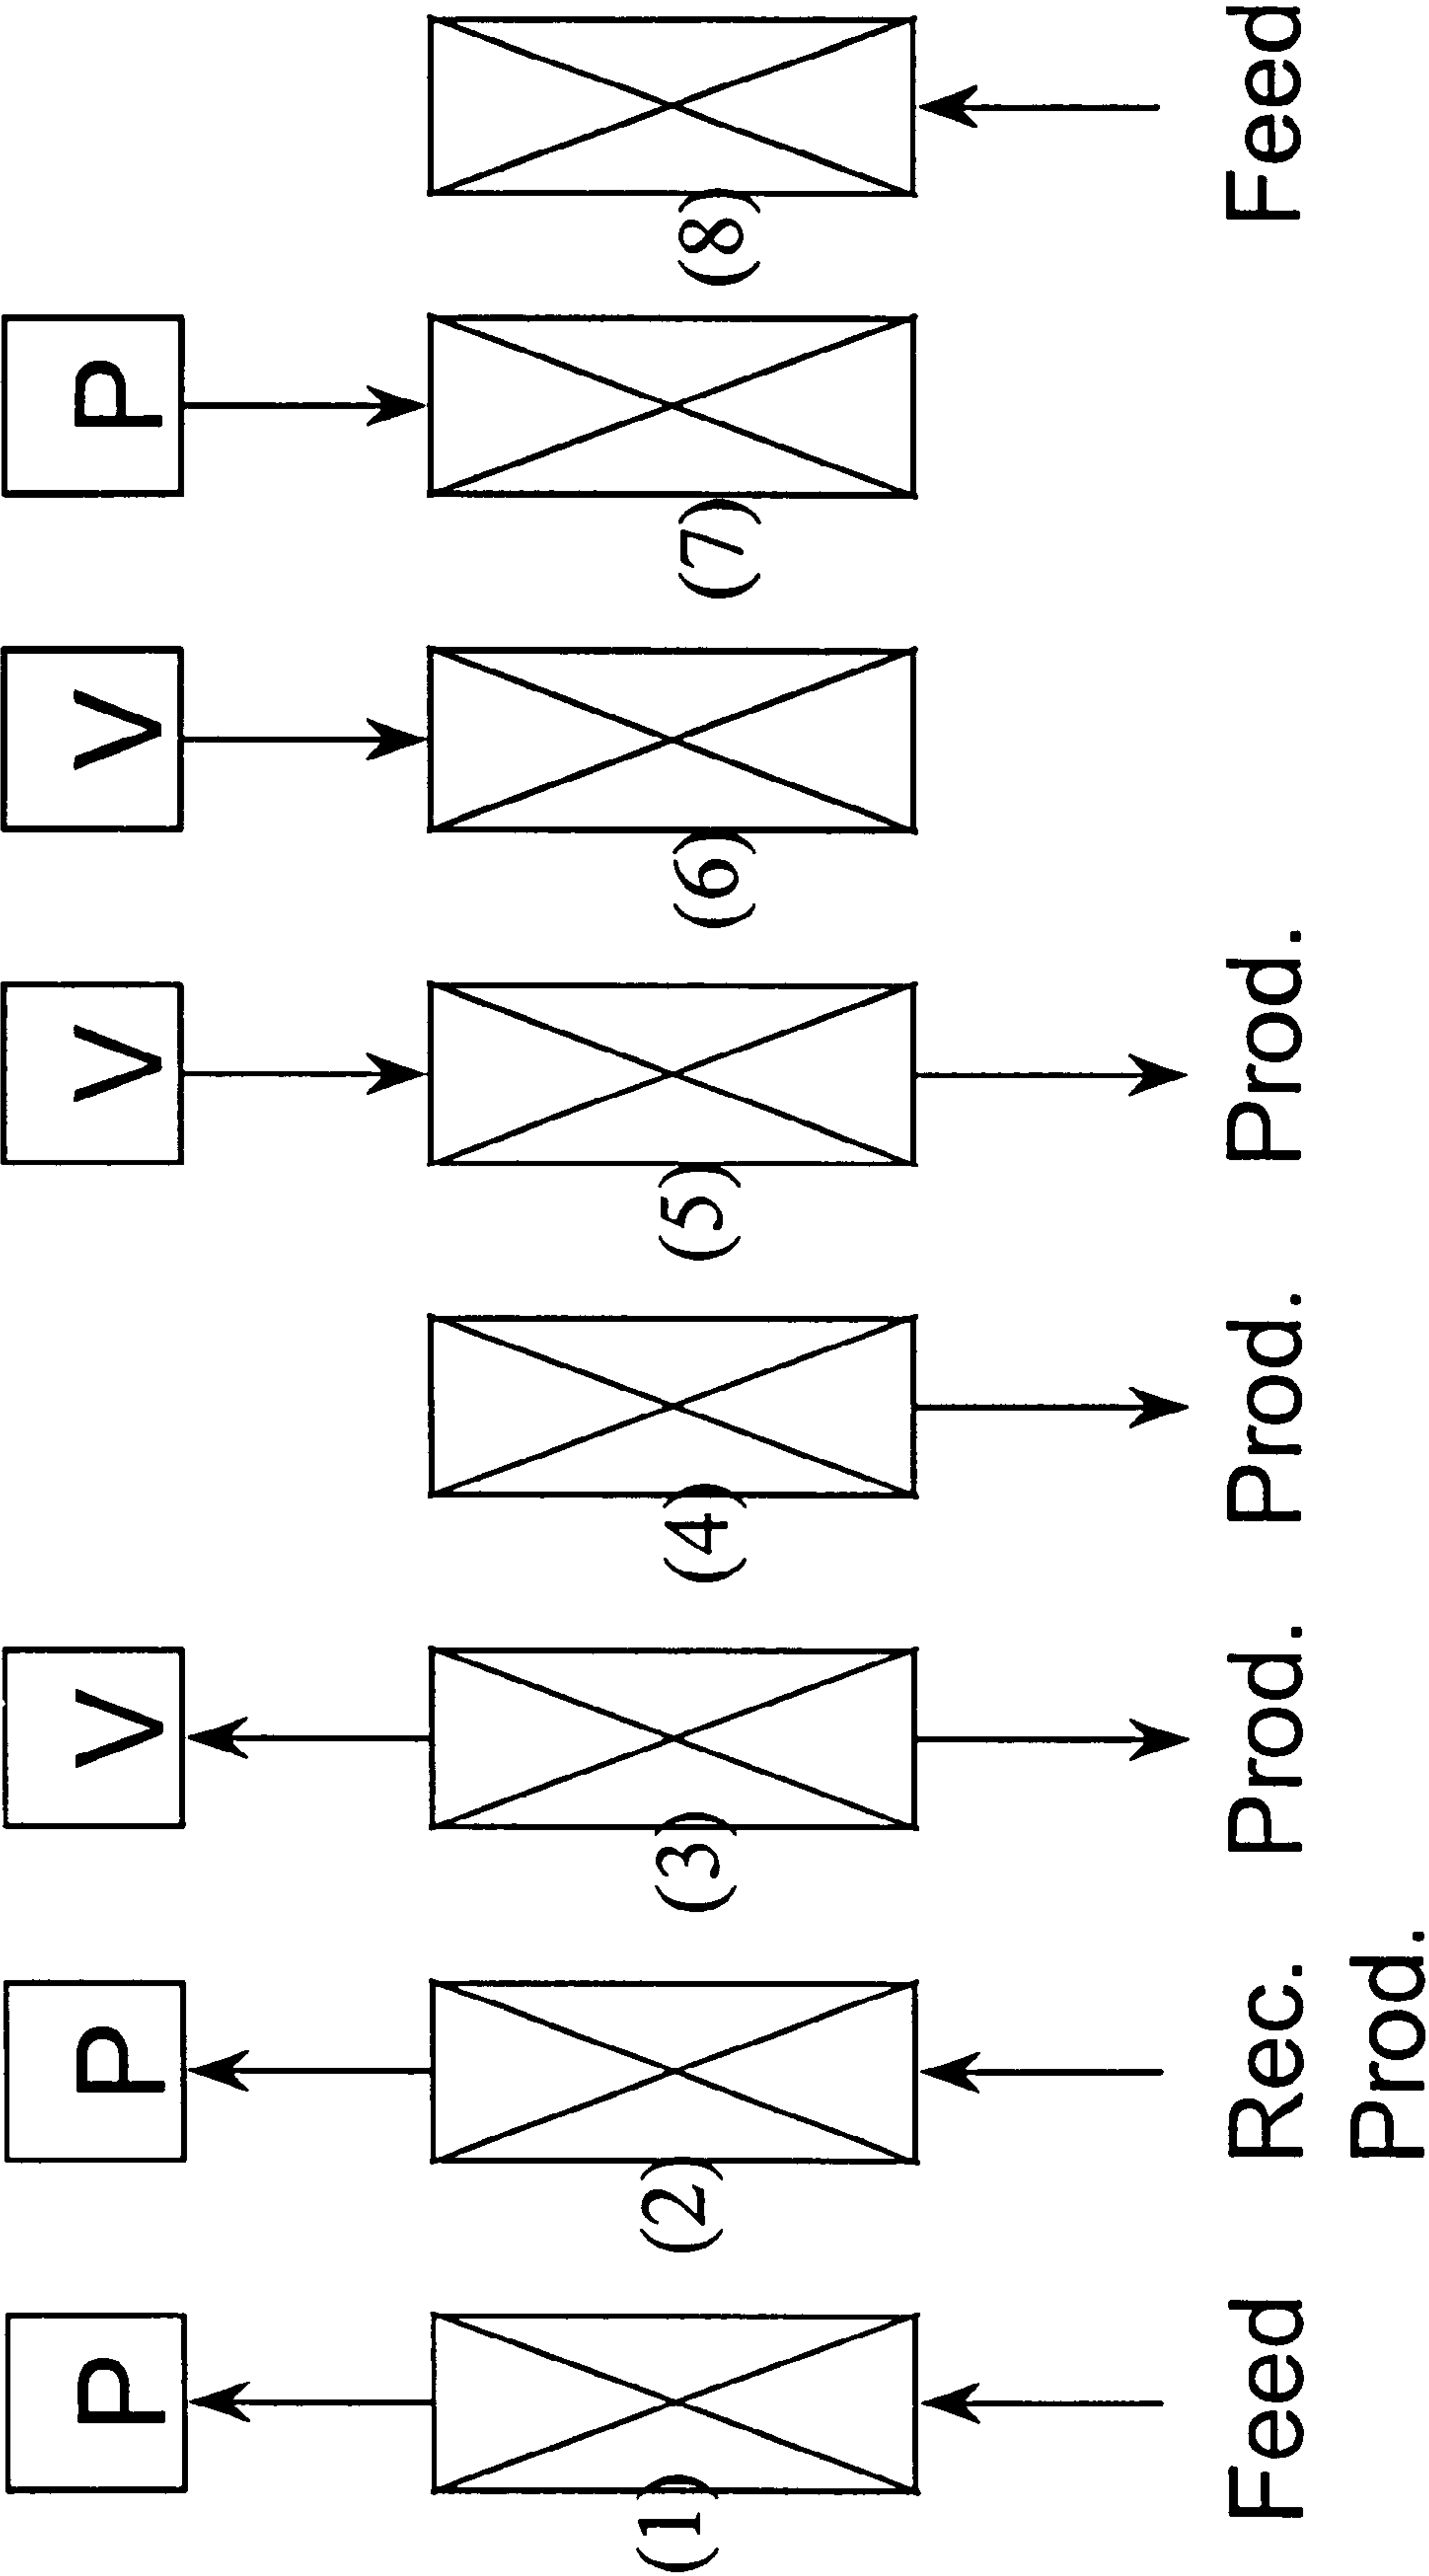 P P V V V P
(1) (2) (3) (4) (5) (6) (7) (8)
Feed Rec. Prod. Prod. Prod. Feed
Prod.